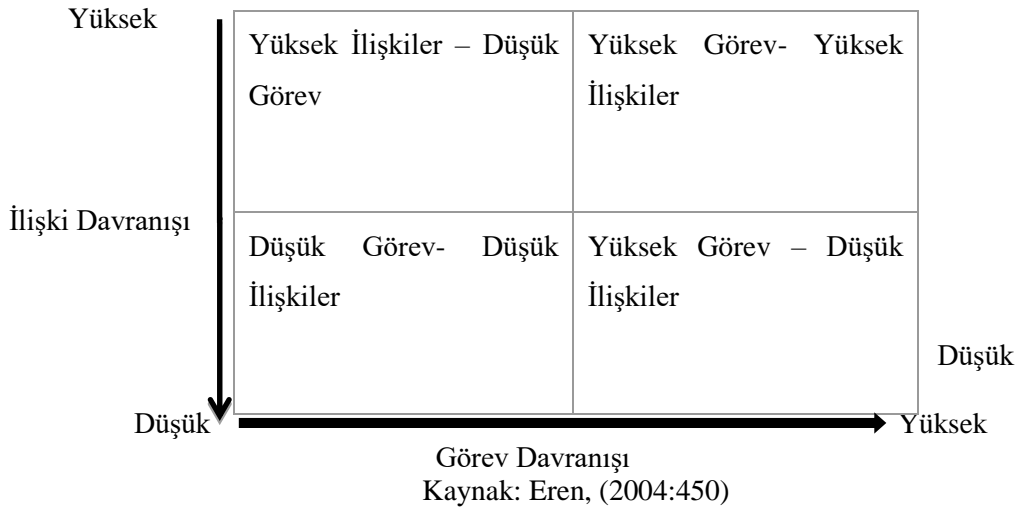 Yüksek
Yüksek İlişkiler – Düşük
Görev
Yüksek Görev- Yüksek
İlişkiler
İlişki Davranışı
Düşük Görev- Düşük
İlişkiler
Yüksek Görev – Düşük
İlişkiler
Düşük
Düşük
Yüksek
Görev Davranışı
Kaynak: Eren, (2004:450)